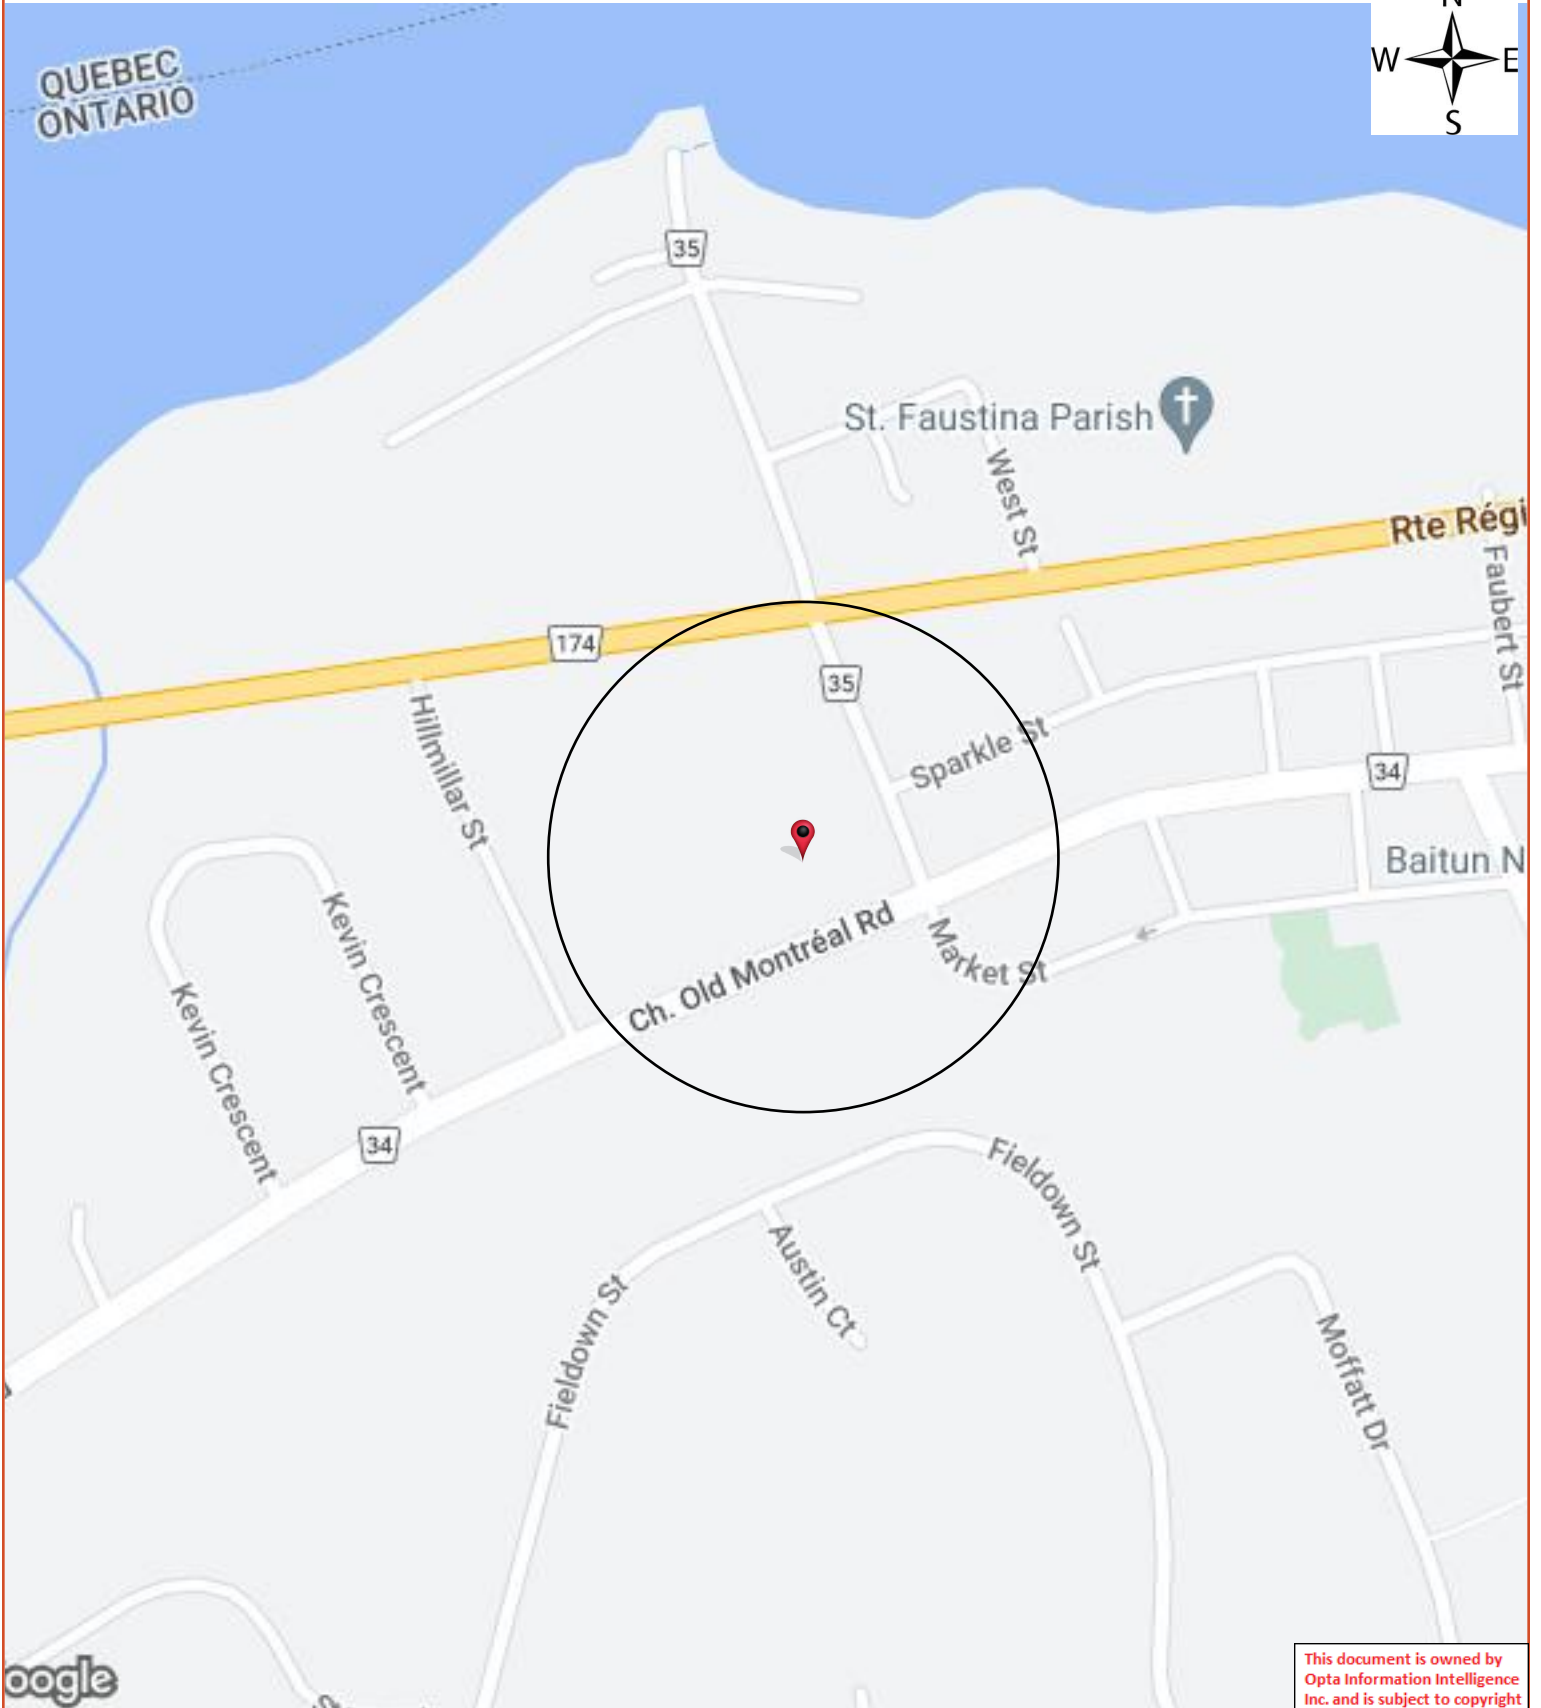 N
W E
S
QUEBEC
ONTARIO
35
St. Faustina Parish
West St
Rte Régi
Faubert St
174
35
Hillmillar St
Sparkle St
34
Baitun N
Kevin Crescent
Kevin Crescent
Ch. Old Montréal Rd
Market St
34
Fieldown St
Fieldown St
Austin Ct
Moffatt Dr
oogle
This document is owned by
Opta Information Intelligence
Inc. and is subject to copyright